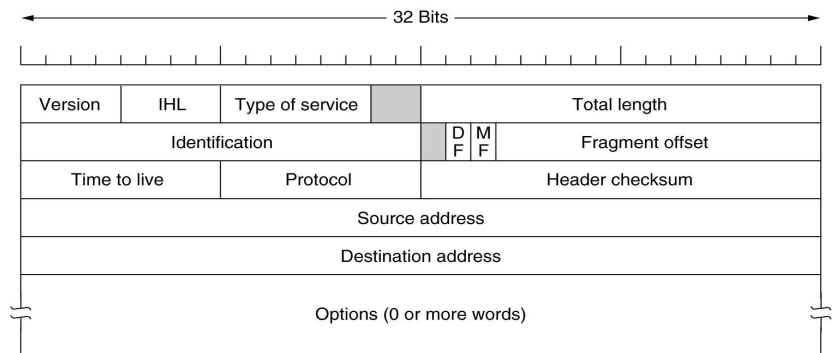 32 Bits
Version IHL Type of service Total length
Identification D F M F Fragment offset
Time to live Protocol Header checksum
Source address
Destination address
Options (0 or more words)